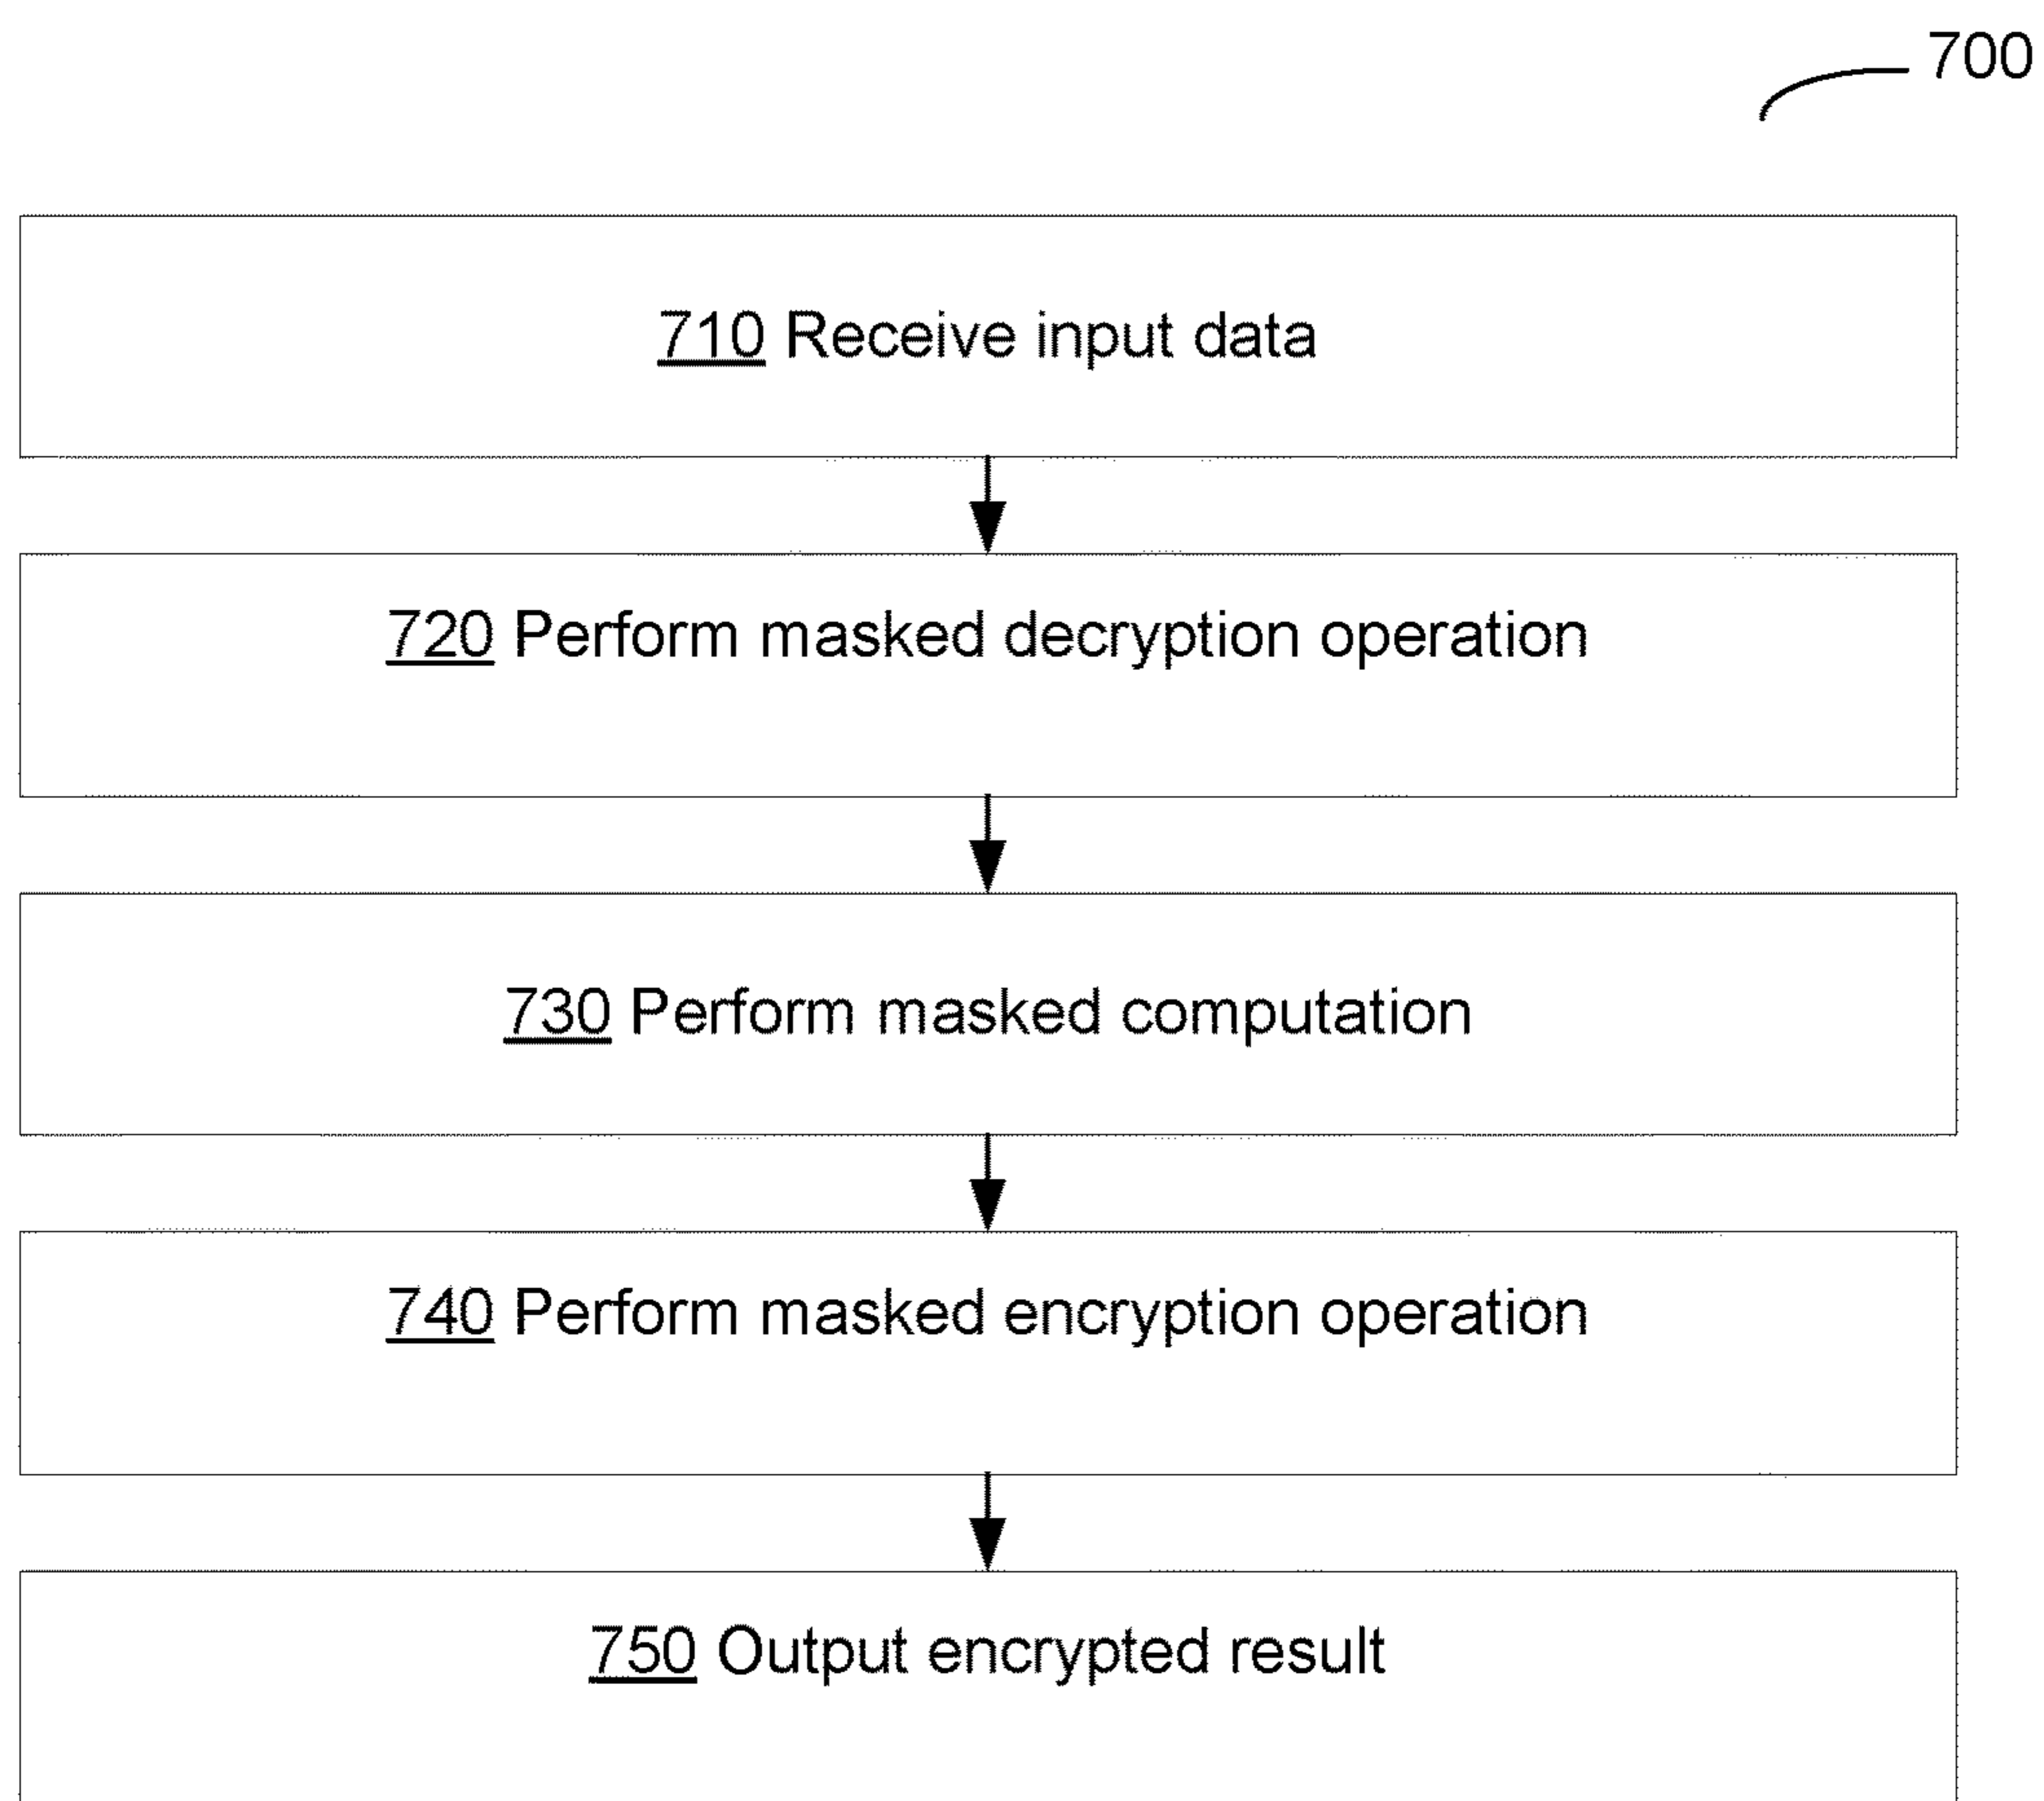 700
710 Receive input data
720 Perform masked decryption operation
730 Perform masked computation
740 Perform masked encryption operation
750 Output encrypted result